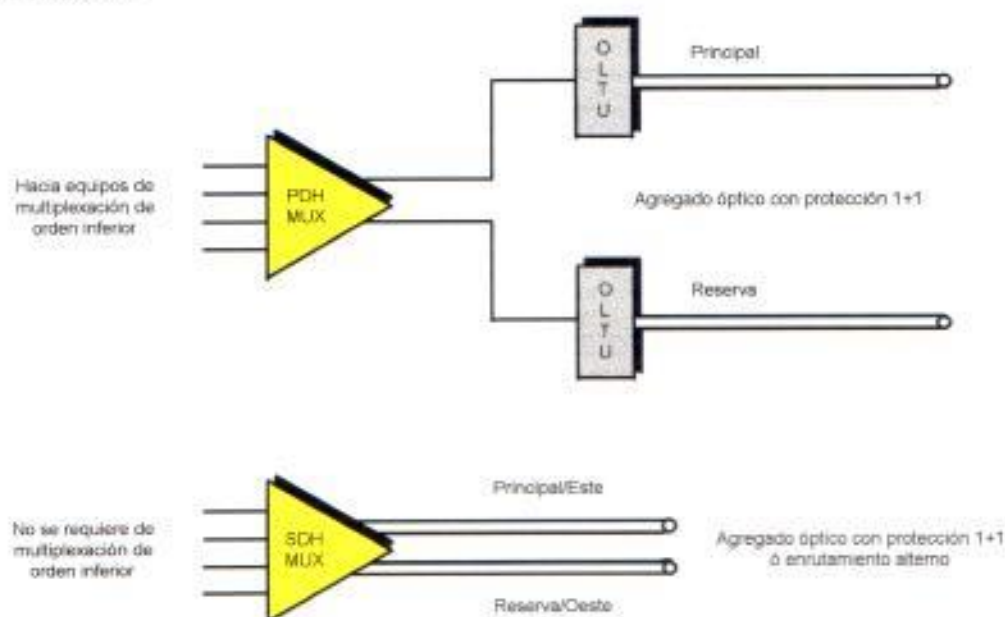 O
L
T
U
Principal
Hacia equipos de
multiplexación de
orden inferior
PDH
MUX
Agregado óptico con protección 1+1
O
L
T
U
Reserva
Principal/Este
No se requiere de
multiplexación de
orden inferior
SDH
MUX
Agregado óptico con protección 1+1
ó enrutamiento alterno
Reserva/Oeste